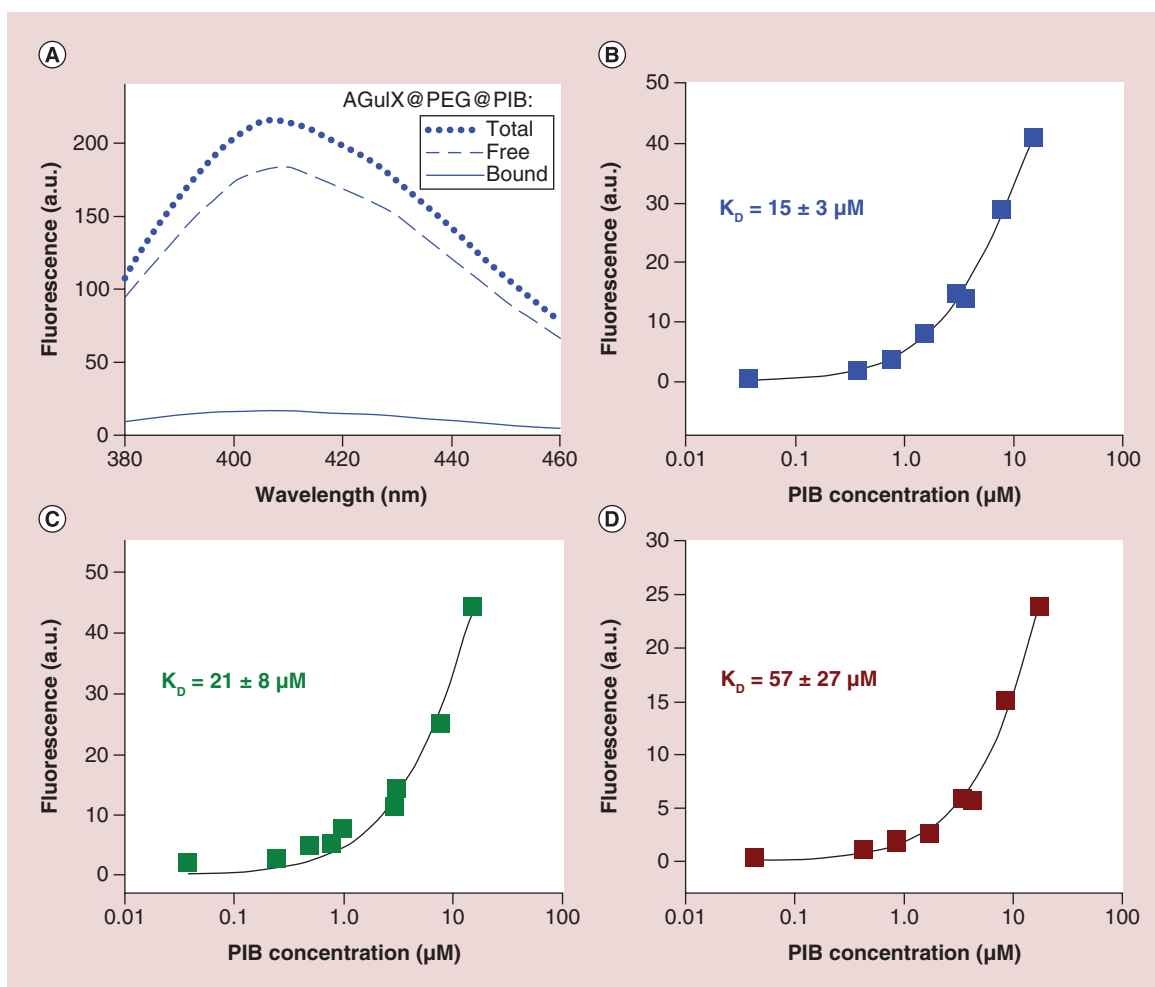 A
AGulX@PEG@PIB:
Total
Free
Bound
200
150
100
50
0
380
400
420
440
460
Fluorescence (a.u.)
Wavelength (nm)
B
50
40
30
20
10
0
K_D = 15 ± 3 µM
0.01
0.1
1.0
10
100
Fluorescence (a.u.)
PIB concentration (µM)
C
50
40
30
20
10
0
K_D = 21 ± 8 µM
0.01
0.1
1.0
10
100
Fluorescence (a.u.)
PIB concentration (µM)
D
30
25
20
15
10
5
0
K_D = 57 ± 27 µM
0.01
0.1
1.0
10
100
Fluorescence (a.u.)
PIB concentration (µM)